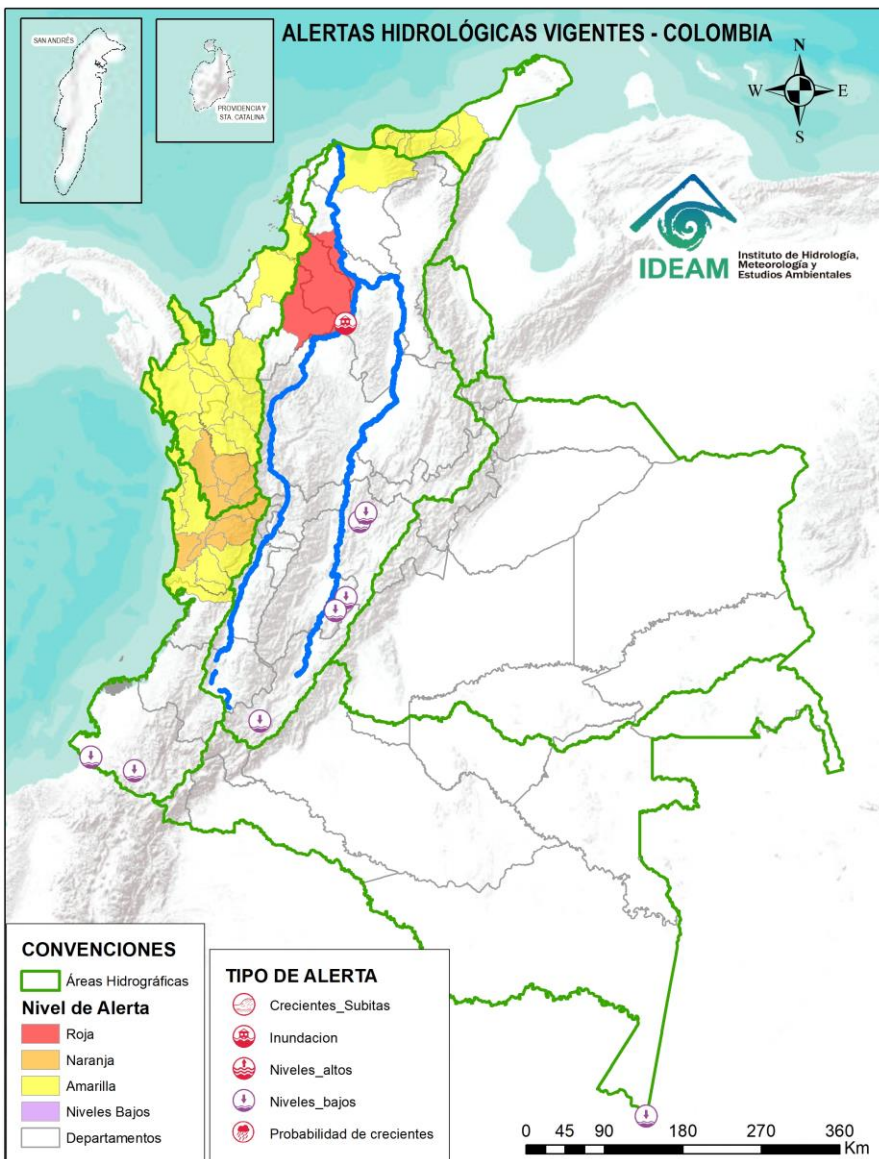 ALERTAS HIDROLÓGICAS VIGENTES - COLOMBIA
SAN ANDRÉS
PROVIDENCIA Y
STA. CATALINA
N
W
E
S
IDEAM
Instituto de Hidrología,
Meteorología y
Estudios Ambientales
CONVENCIONES
Áreas Hidrográficas
Nivel de Alerta
Roja
Naranja
Amarilla
Niveles Bajos
Departamentos
TIPO DE ALERTA
Crecientes_Subitas
Inundacion
Niveles_altos
Niveles_bajos
Probabilidad de crecientes
0 45 90 180 270 360
Km